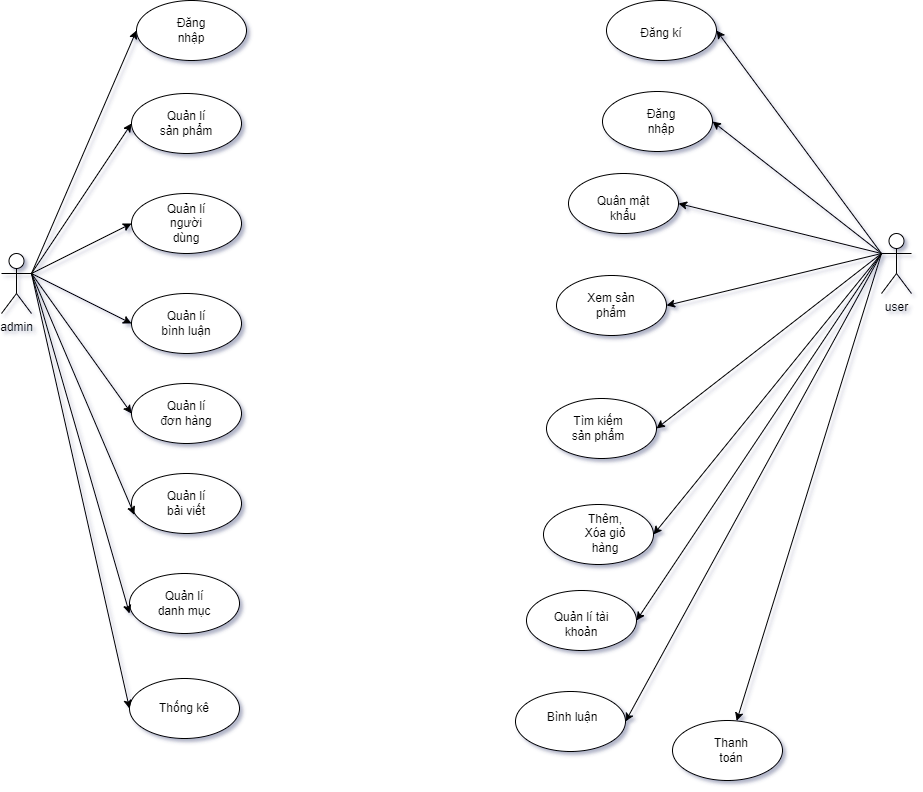 Đăng
nhập
Quản lí
sản phẩm
Quản lí
người
dùng
admin
Quản lí
bình luận
Quản lí
đơn hàng
Quản lí
bài viết
Quản lí
danh mục
Thống kê
Đăng kí
Đăng
nhập
Quân mật
khẩu
Xem sản
phẩm
user
Tìm kiếm
sản phẩm
Thêm,
Xóa giỏ
hàng
Quản lí tài
khoản
Bình luận
Thanh
toán